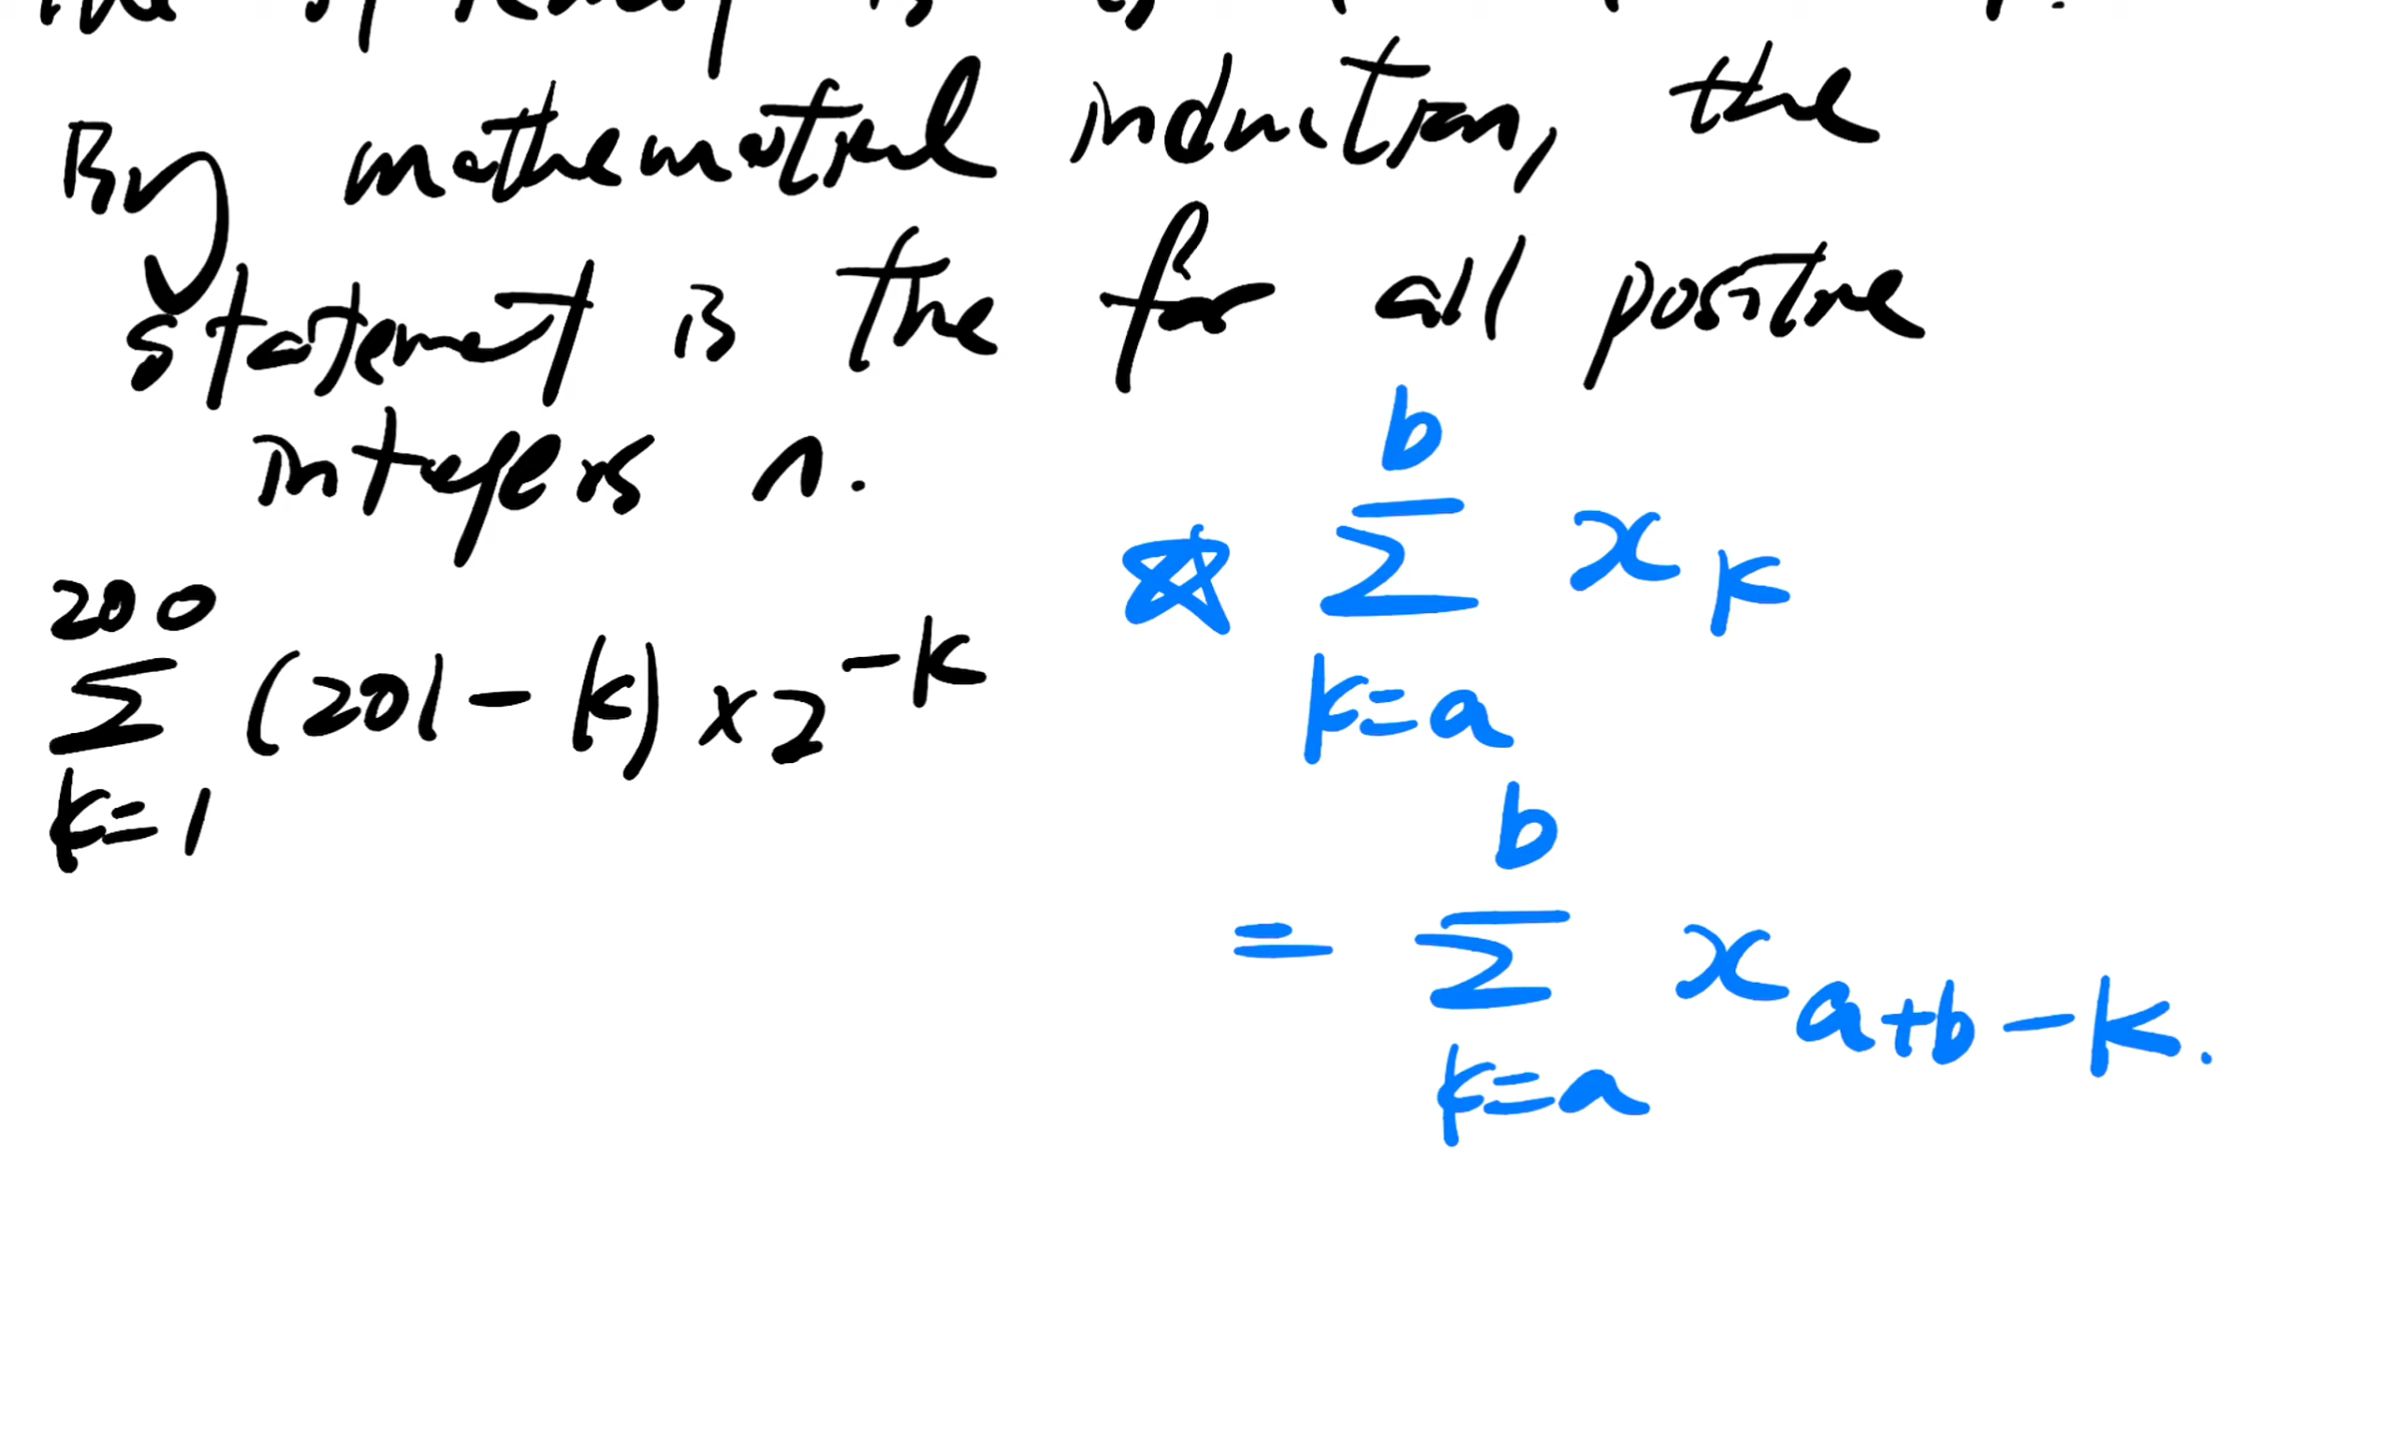 By mathematical induction, the
statement is true for all positive
integers n.
200
Σ (201 - k) × 2^{-k}
k=1
☆ b
Σ x_k
k=a
b
= Σ x_{a+b-k}.
k=a